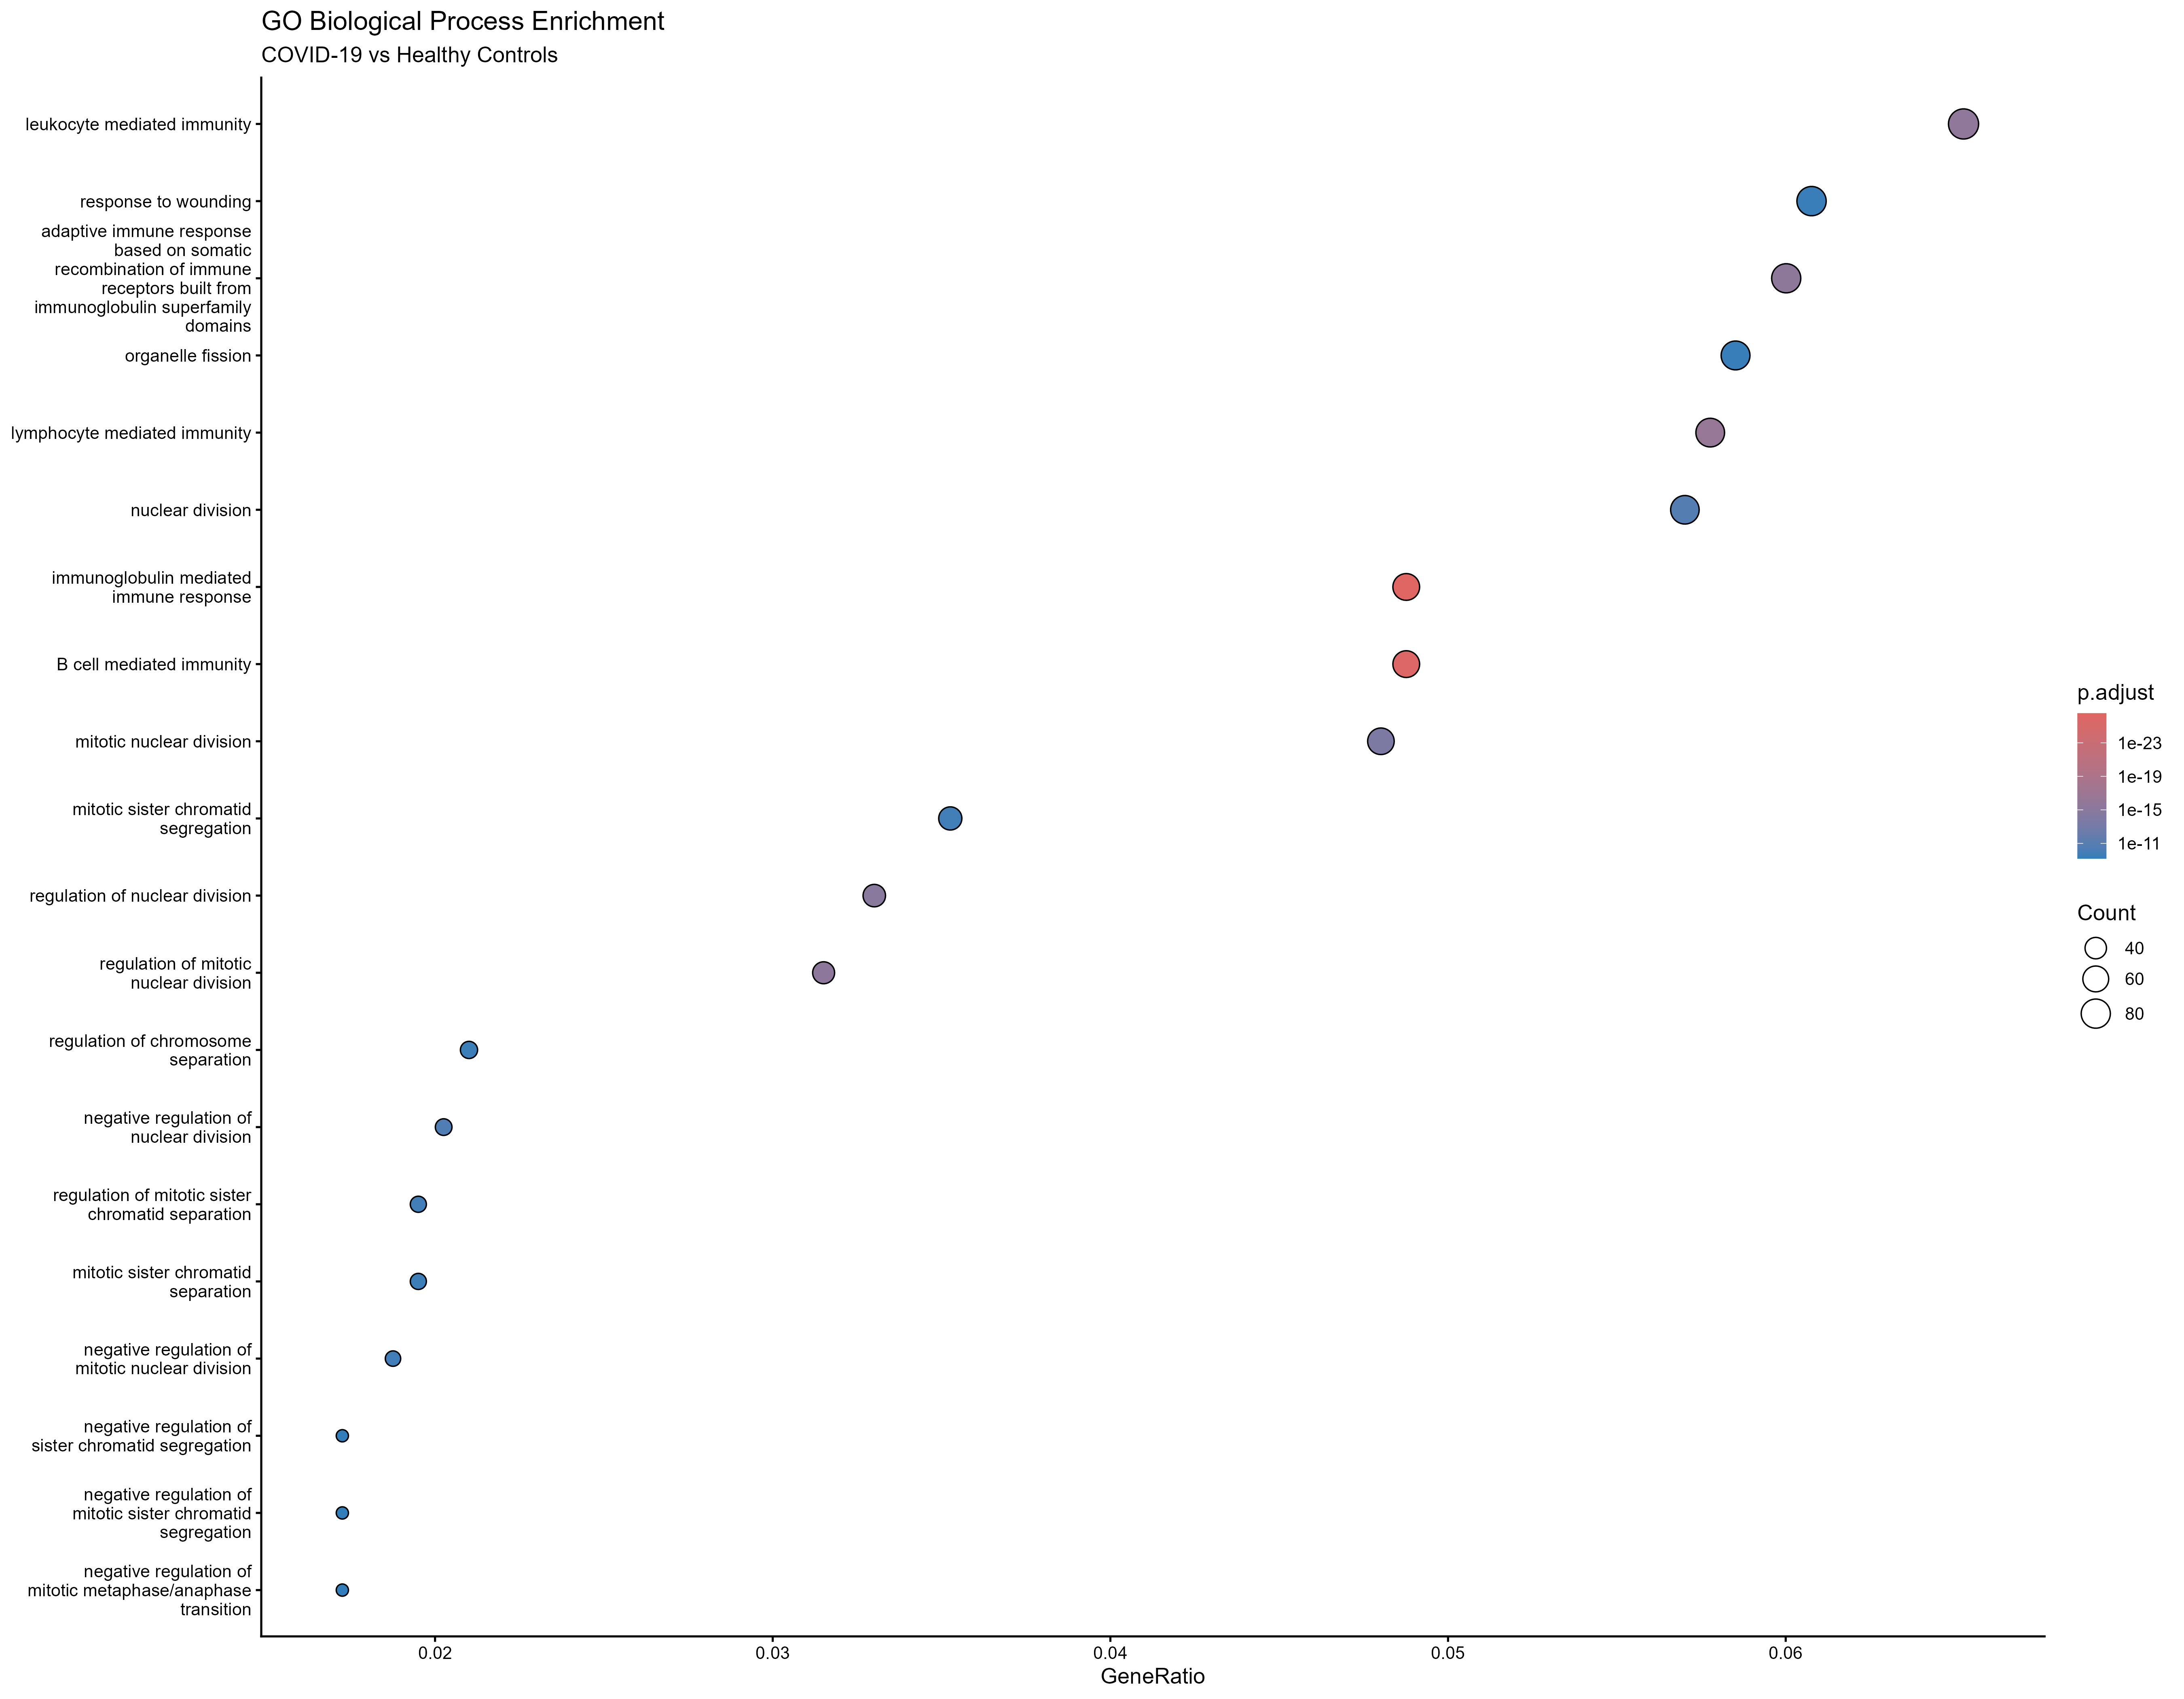 GO Biological Process Enrichment
COVID-19 vs Healthy Controls
leukocyte mediated immunity
response to wounding
adaptive immune response
based on somatic
recombination of immune
receptors built from
immunoglobulin superfamily
domains
organelle fission
lymphocyte mediated immunity
nuclear division
immunoglobulin mediated
immune response
B cell mediated immunity
mitotic nuclear division
mitotic sister chromatid
segregation
regulation of nuclear division
regulation of mitotic
nuclear division
regulation of chromosome
separation
negative regulation of
nuclear division
regulation of mitotic sister
chromatid separation
mitotic sister chromatid
separation
negative regulation of
mitotic nuclear division
negative regulation of
sister chromatid segregation
negative regulation of
mitotic sister chromatid
segregation
negative regulation of
mitotic metaphase/anaphase
transition
0.02
0.03
0.04
0.05
0.06
GeneRatio
p.adjust
1e-23
1e-19
1e-15
1e-11
Count
40
60
80